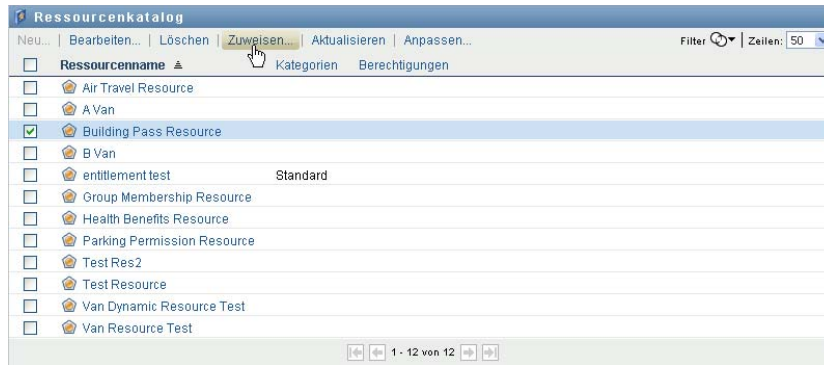 Ressourcenkatalog
Neu... | Bearbeiten... | Löschen | Zuweisen... | Aktualisieren | Anpassen... Filter | Zeilen: 50
Ressourcenname Kategorien Berechtigungen
Air Travel Resource
A Van
Building Pass Resource
B Van
entitlement test Standard
Group Membership Resource
Health Benefits Resource
Parking Permission Resource
Test Res2
Test Resource
Van Dynamic Resource Test
Van Resource Test
1 - 12 von 12